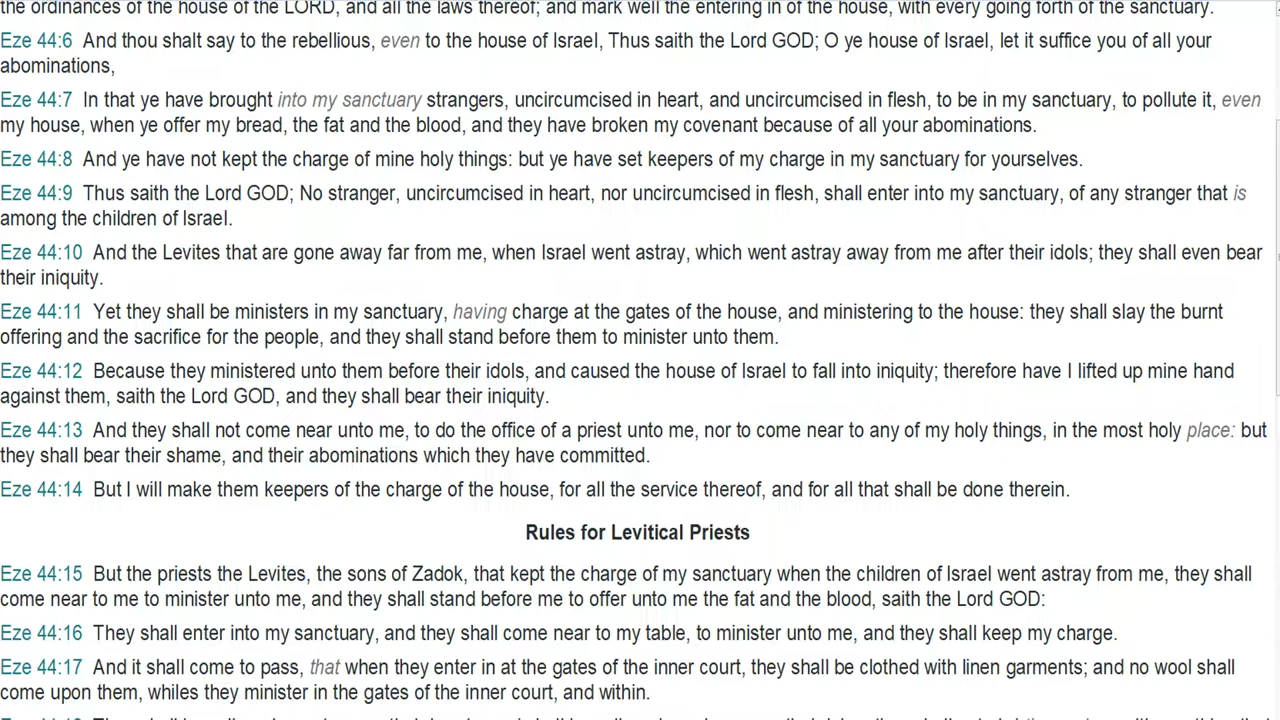 the ordinances of the house of the LORD, and all the laws thereof; and mark well the entering in of the house, with every going forth of the sanctuary.
Eze 44:6 And thou shalt say to the rebellious, even to the house of Israel, Thus saith the Lord GOD; O ye house of Israel, let it suffice you of all your
abominations,
Eze 44:7 In that ye have brought into my sanctuary strangers, uncircumcised in heart, and uncircumcised in flesh, to be in my sanctuary, to pollute it, even
my house, when ye offer my bread, the fat and the blood, and they have broken my covenant because of all your abominations.
Eze 44:8 And ye have not kept the charge of mine holy things: but ye have set keepers of my charge in my sanctuary for yourselves.
Eze 44:9 Thus saith the Lord GOD; No stranger, uncircumcised in heart, nor uncircumcised in flesh, shall enter into my sanctuary, of any stranger that is
among the children of Israel.
Eze 44:10 And the Levites that are gone away far from me, when Israel went astray, which went astray away from me after their idols; they shall even bear
their iniquity.
Eze 44:11 Yet they shall be ministers in my sanctuary, having charge at the gates of the house, and ministering to the house: they shall slay the burnt
offering and the sacrifice for the people, and they shall stand before them to minister unto them.
Eze 44:12 Because they ministered unto them before their idols, and caused the house of Israel to fall into iniquity; therefore have I lifted up mine hand
against them, saith the Lord GOD, and they shall bear their iniquity.
Eze 44:13 And they shall not come near unto me, to do the office of a priest unto me, nor to come near to any of my holy things, in the most holy place: but
they shall bear their shame, and their abominations which they have committed.
Eze 44:14 But I will make them keepers of the charge of the house, for all the service thereof, and for all that shall be done therein.
Rules for Levitical Priests
Eze 44:15 But the priests the Levites, the sons of Zadok, that kept the charge of my sanctuary when the children of Israel went astray from me, they shall
come near to me to minister unto me, and they shall stand before me to offer unto me the fat and the blood, saith the Lord GOD:
Eze 44:16 They shall enter into my sanctuary, and they shall come near to my table, to minister unto me, and they shall keep my charge.
Eze 44:17 And it shall come to pass, that when they enter in at the gates of the inner court, they shall be clothed with linen garments; and no wool shall
come upon them, whiles they minister in the gates of the inner court, and within.